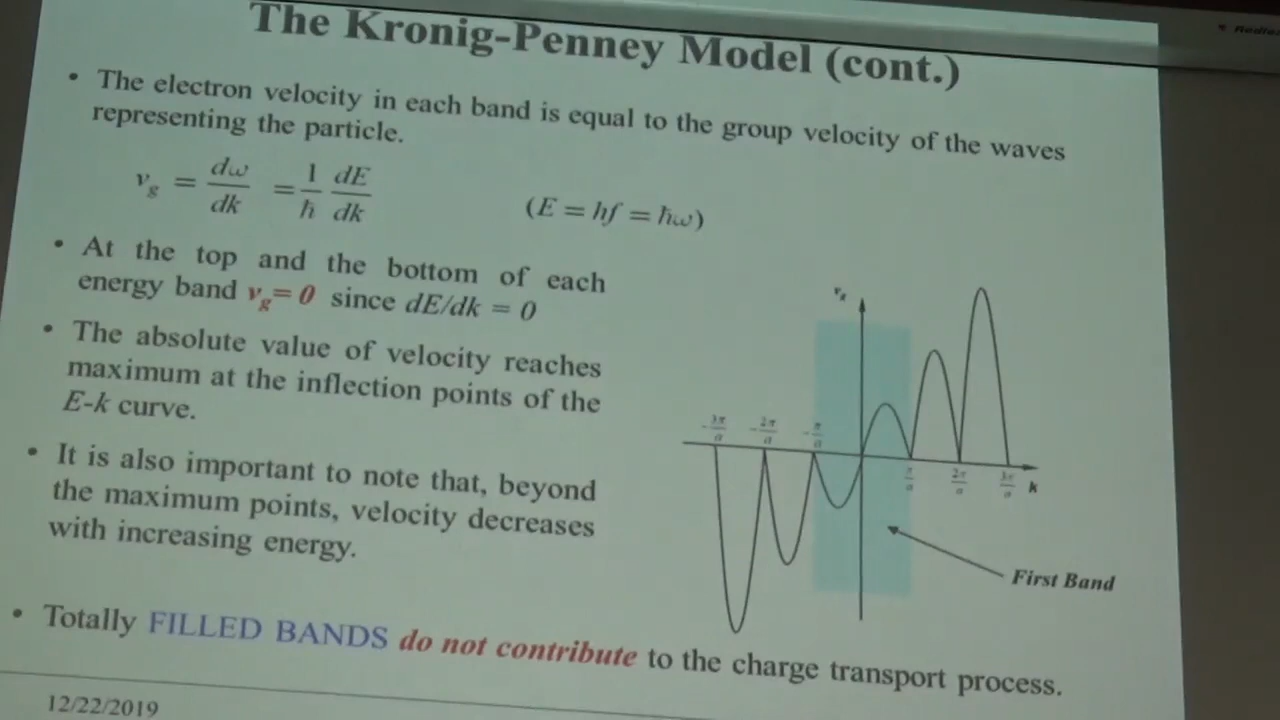 The Kronig-Penney Model (cont.)
• The electron velocity in each band is equal to the group velocity of the waves
representing the particle.
v_g = dω/dk = 1/ħ dE/dk (E = hf = ħω)
• At the top and the bottom of each
energy band v_g= 0 since dE/dk = 0
• The absolute value of velocity reaches
maximum at the inflection points of the
E-k curve.
• It is also important to note that, beyond
the maximum points, velocity decreases
with increasing energy.
v_g
-3π/a -2π/a -π/a
π/a 2π/a 3π/a k
First Band
• Totally FILLED BANDS do not contribute to the charge transport process.
12/22/2019